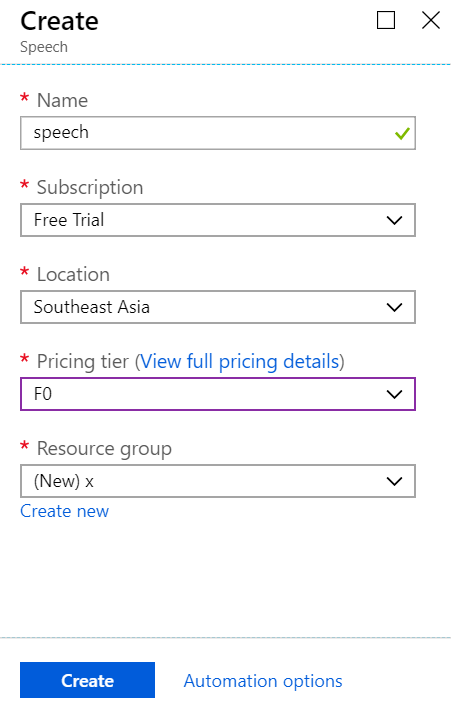 Create
Speech
* Name
speech
* Subscription
Free Trial
* Location
Southeast Asia
* Pricing tier (View full pricing details)
F0
* Resource group
(New) x
Create new
Create Automation options